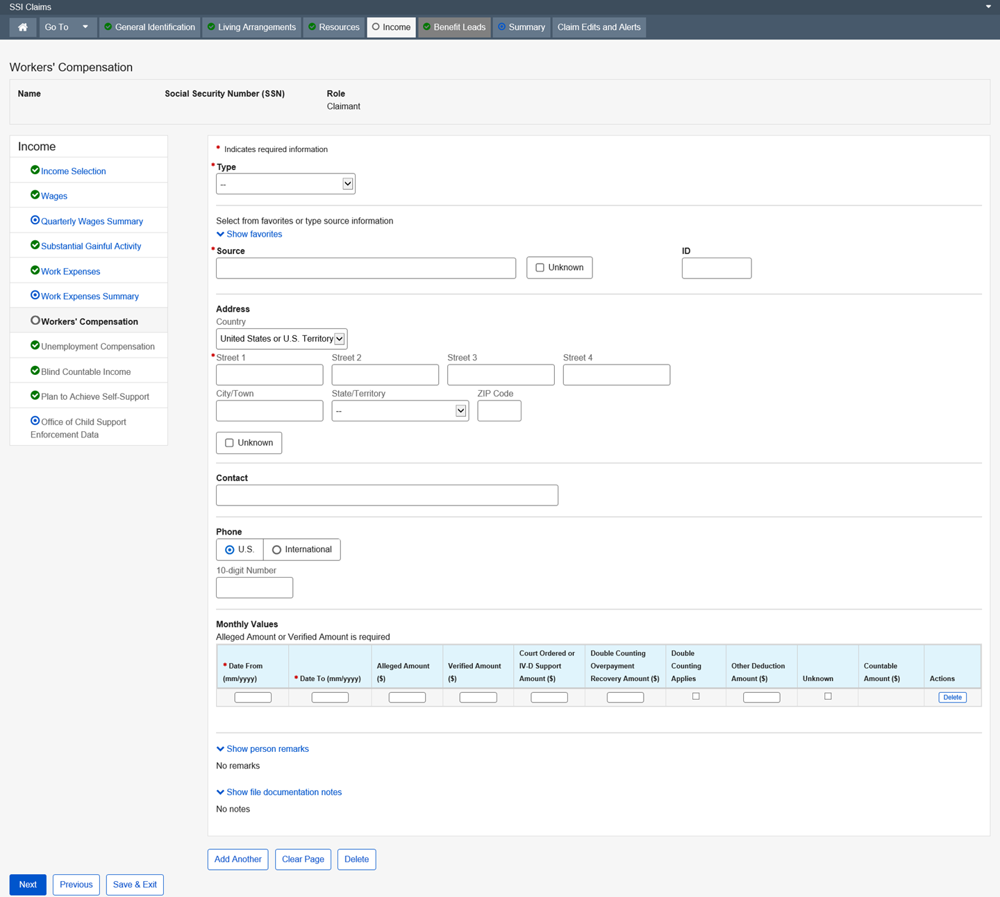 SSI Claims
Go To
General Identification
Living Arrangements
Resources
Income
Benefit Leads
Summary
Claim Edits and Alerts
Workers' Compensation
Name Social Security Number (SSN) Role
Claimant
Income
Income Selection
Wages
Quarterly Wages Summary
Substantial Gainful Activity
Work Expenses
Work Expenses Summary
Workers' Compensation
Unemployment Compensation
Blind Countable Income
Plan to Achieve Self-Support
Office of Child Support
Enforcement Data
* Indicates required information
* Type
--
Select from favorites or type source information
Show favorites
* Source ID
Unknown
Address
Country
United States or U.S. Territory
* Street 1 Street 2 Street 3 Street 4
City/Town State/Territory ZIP Code
--
Unknown
Contact
Phone
U.S. International
10-digit Number
Monthly Values
Alleged Amount or Verified Amount is required
* Date From
(mm/yyyy)
* Date To (mm/yyyy)
Alleged Amount
($)
Verified Amount
($)
Court Ordered or
IV-D Support
Amount ($)
Double Counting
Overpayment
Recovery Amount ($)
Double
Counting
Applies
Other Deduction
Amount ($)
Unknown
Countable
Amount ($)
Actions
Delete
Show person remarks
No remarks
Show file documentation notes
No notes
Add Another Clear Page Delete
Next Previous Save & Exit